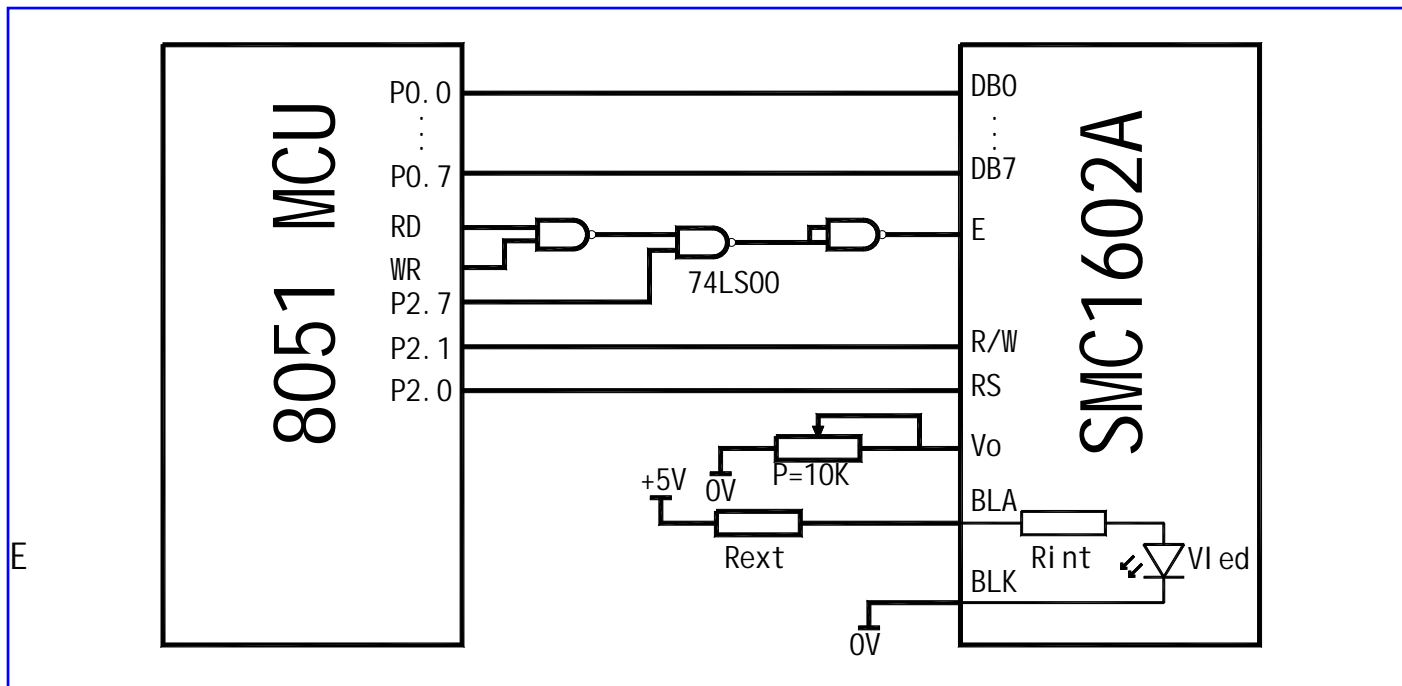 8051 MCU
P0.0
P0.7
RD
WR
P2.7
P2.1
P2.0
74LS00
SMC1602A
DB0
DB7
E
R/W
RS
Vo
BLA
BLK
P=10K
0V
+5V
Rext
Rint
Vled
0V
E